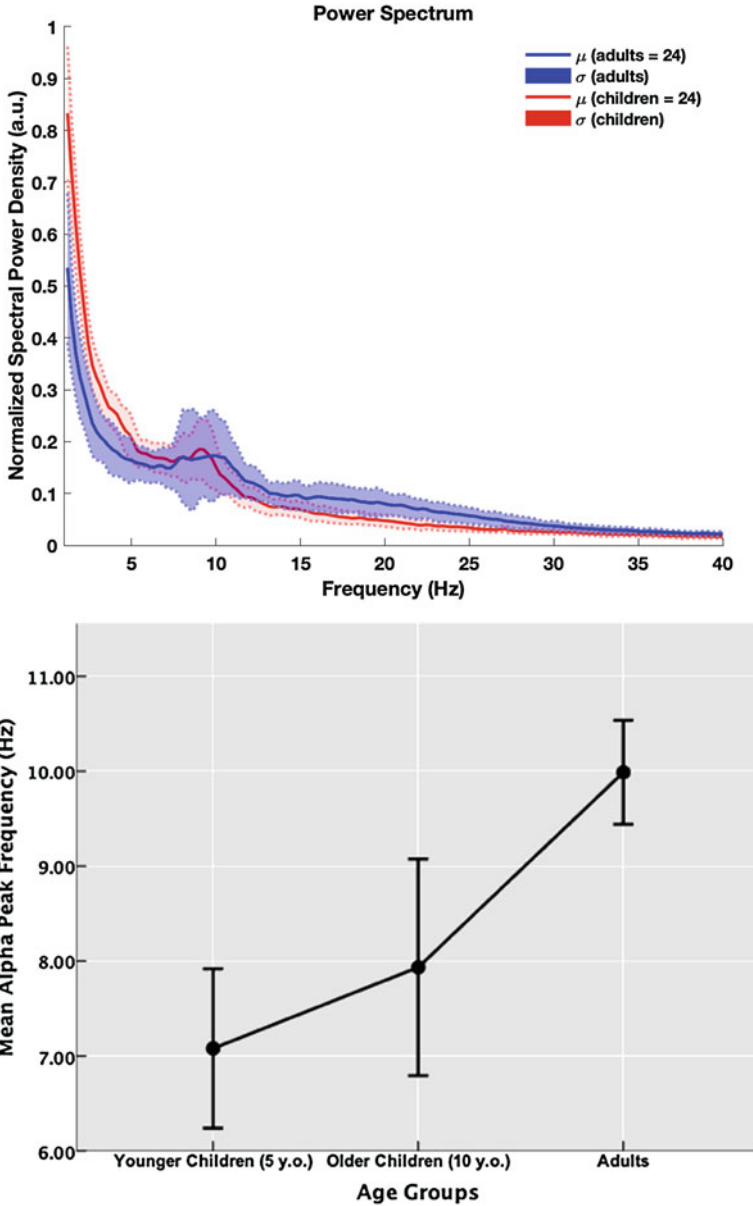 Power Spectrum
1
0.9
0.8
0.7
0.6
0.5
0.4
0.3
0.2
0.1
0
Normalized Spectral Power Density (a.u.)
μ (adults = 24)
σ (adults)
μ (children = 24)
σ (children)
5 10 15 20 25 30 35 40
Frequency (Hz)
11.00
10.00
9.00
8.00
7.00
6.00
Mean Alpha Peak Frequency (Hz)
Younger Children (5 y.o.) Older Children (10 y.o.) Adults
Age Groups